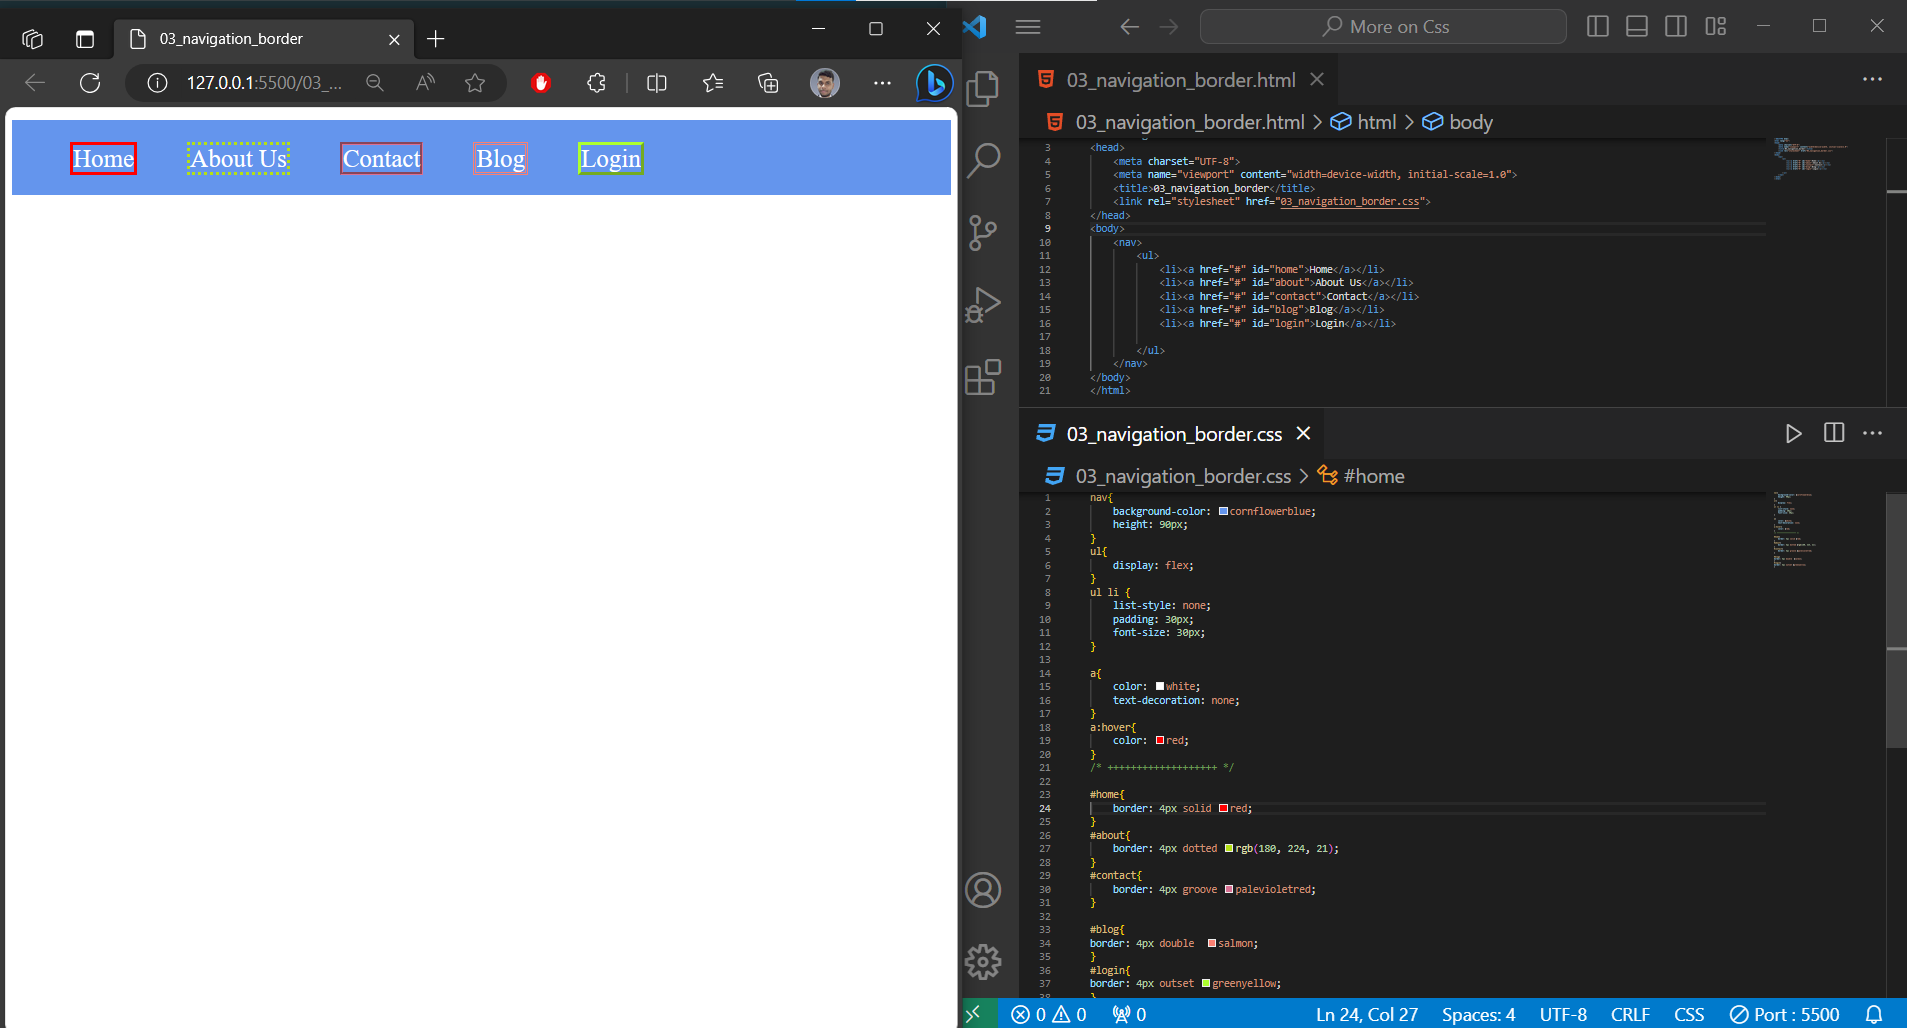 03_navigation_border
127.0.0.1:5500/03_...
Home
About Us
Contact
Blog
Login
More on Css
03_navigation_border.html
03_navigation_border.html > html > body
3 <head>
4 <meta charset="UTF-8">
5 <meta name="viewport" content="width=device-width, initial-scale=1.0">
6 <title>03_navigation_border</title>
7 <link rel="stylesheet" href="03_navigation_border.css">
8 </head>
9 <body>
10 <nav>
11 <ul>
12 <li><a href="#" id="home">Home</a></li>
13 <li><a href="#" id="about">About Us</a></li>
14 <li><a href="#" id="contact">Contact</a></li>
15 <li><a href="#" id="blog">Blog</a></li>
16 <li><a href="#" id="login">Login</a></li>
17
18 </ul>
19 </nav>
20 </body>
21 </html>
03_navigation_border.css
03_navigation_border.css > #home
1 nav{
2 background-color: cornflowerblue;
3 height: 90px;
4 }
5 ul{
6 display: flex;
7 }
8 ul li {
9 list-style: none;
10 padding: 30px;
11 font-size: 30px;
12 }
13
14 a{
15 color: white;
16 text-decoration: none;
17 }
18 a:hover{
19 color: red;
20 }
21 /* +++++++++++++++++++ */
22
23 #home{
24 border: 4px solid red;
25 }
26 #about{
27 border: 4px dotted rgb(180, 224, 21);
28 }
29 #contact{
30 border: 4px groove palevioletred;
31 }
32
33 #blog{
34 border: 4px double salmon;
35 }
36 #login{
37 border: 4px outset greenyellow;
38 }
0 0 0
Ln 24, Col 27
Spaces: 4
UTF-8
CRLF
CSS
Port : 5500